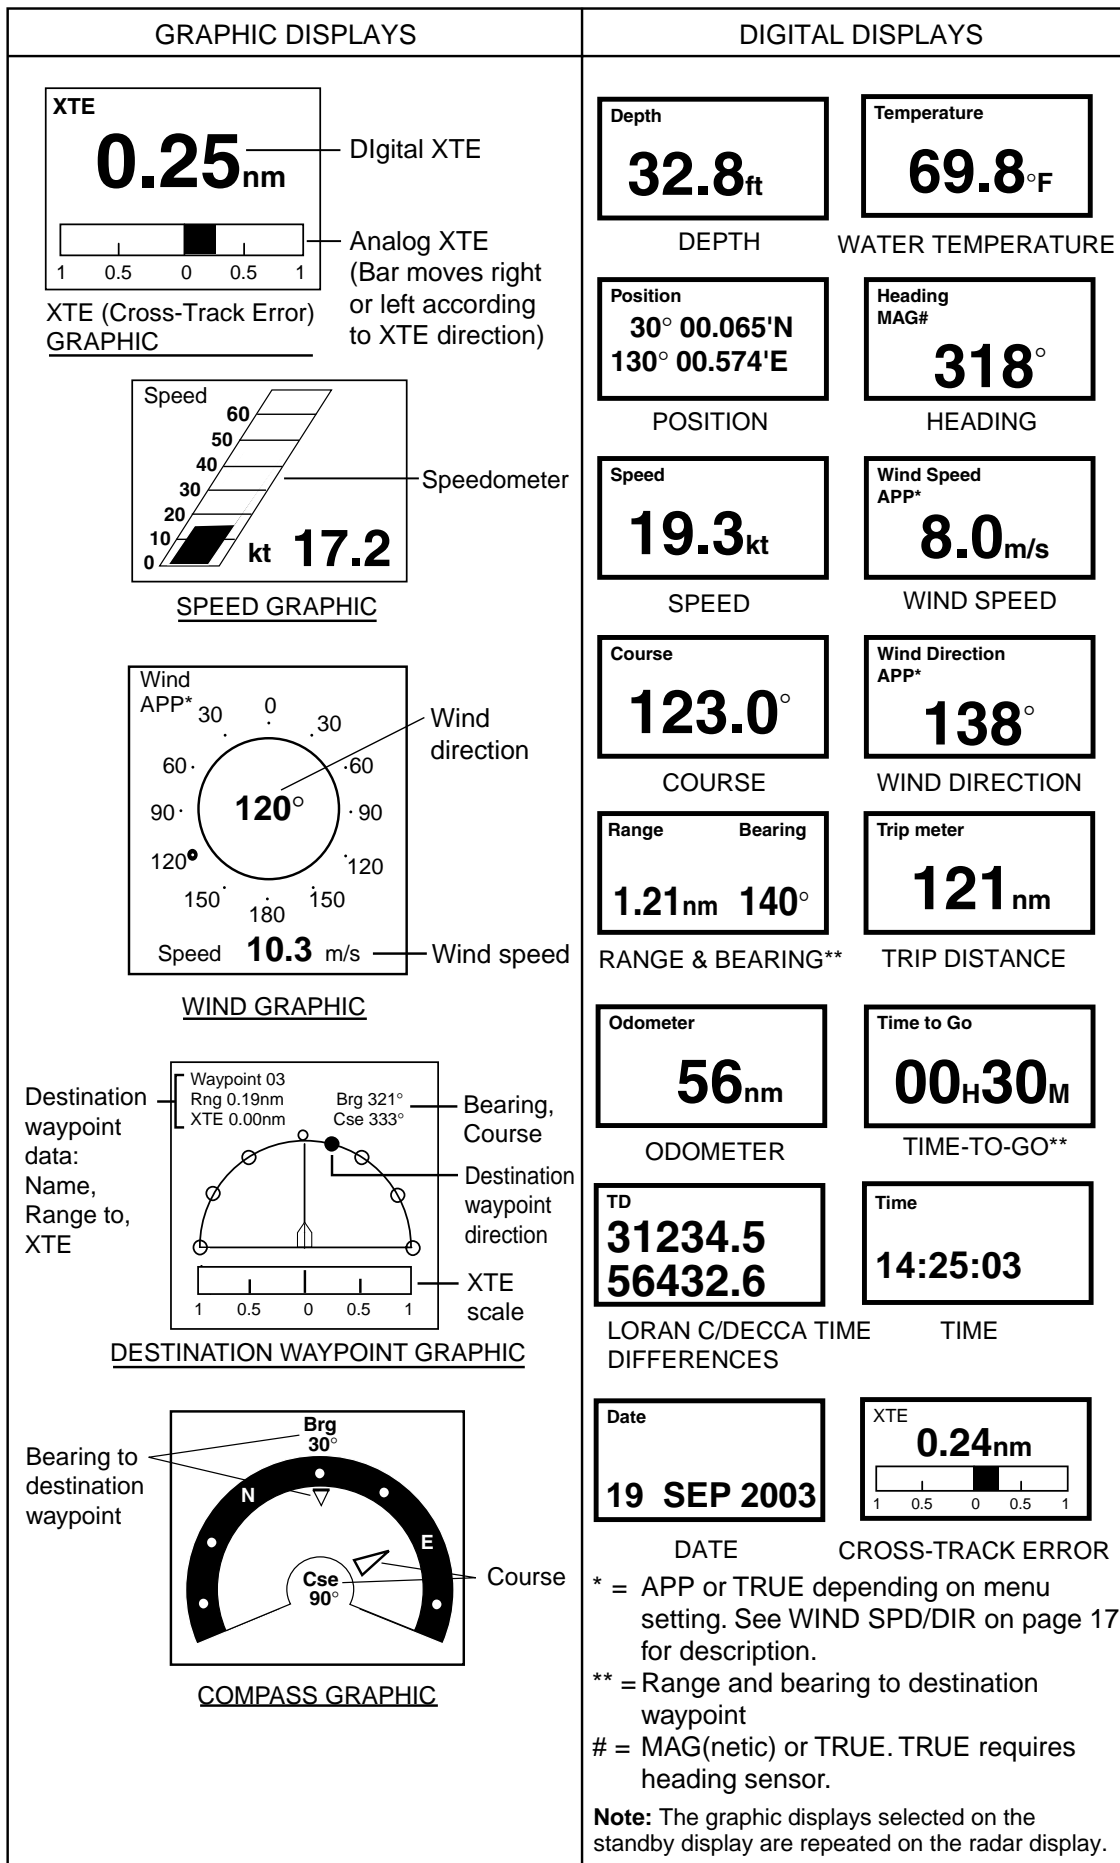 GRAPHIC DISPLAYS
XTE
0.25nm
DIgital XTE
1 0.5 0 0.5 1
Analog XTE
(Bar moves right
or left according
to XTE direction)
XTE (Cross-Track Error)
GRAPHIC
Speed
60
50
40
30
20
10
0
kt 17.2
Speedometer
SPEED GRAPHIC
Wind
APP*
0
30 30
60 60
90 90
120 120
150 150
180
120°
Speed 10.3 m/s
Wind
direction
Wind speed
WIND GRAPHIC
Destination
waypoint
data:
Name,
Range to,
XTE
Waypoint 03
Rng 0.19nm
XTE 0.00nm
Brg 321°
Cse 333°
Bearing,
Course
Destination
waypoint
direction
1 0.5 0 0.5 1
XTE
scale
DESTINATION WAYPOINT GRAPHIC
Bearing to
destination
waypoint
Brg
30°
N
E
Cse
90°
Course
COMPASS GRAPHIC
DIGITAL DISPLAYS
Depth
32.8ft
DEPTH
Temperature
69.8°F
WATER TEMPERATURE
Position
30° 00.065'N
130° 00.574'E
POSITION
Heading
MAG#
318°
HEADING
Speed
19.3kt
SPEED
Wind Speed
APP*
8.0m/s
WIND SPEED
Course
123.0°
COURSE
Wind Direction
APP*
138°
WIND DIRECTION
Range Bearing
1.21nm 140°
RANGE & BEARING**
Trip meter
121nm
TRIP DISTANCE
Odometer
56nm
ODOMETER
Time to Go
00H30M
TIME-TO-GO**
TD
31234.5
56432.6
LORAN C/DECCA TIME
DIFFERENCES
Time
14:25:03
TIME
Date
19 SEP 2003
DATE
XTE
0.24nm
1 0.5 0 0.5 1
CROSS-TRACK ERROR
* = APP or TRUE depending on menu
setting. See WIND SPD/DIR on page 17
for description.
** = Range and bearing to destination
waypoint
# = MAG(netic) or TRUE. TRUE requires
heading sensor.
Note: The graphic displays selected on the
standby display are repeated on the radar display.